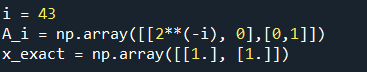 i = 43
A_i = np.array([[2**(-i), 0],[0,1]])
x_exact = np.array([[1.], [1.]])